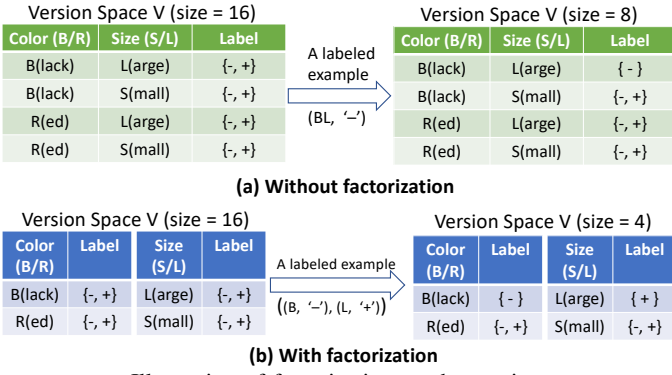 Version Space V (size = 16)
Color (B/R) Size (S/L) Label
B(lack) L(arge) {-, +}
B(lack) S(mall) {-, +}
R(ed) L(arge) {-, +}
R(ed) S(mall) {-, +}
A labeled
example
(BL, ‘–’)
Version Space V (size = 8)
Color (B/R) Size (S/L) Label
B(lack) L(arge) { - }
B(lack) S(mall) {-, +}
R(ed) L(arge) {-, +}
R(ed) S(mall) {-, +}
(a) Without factorization
Version Space V (size = 16)
Color (B/R) Label Size (S/L) Label
B(lack) {-, +} L(arge) {-, +}
R(ed) {-, +} S(mall) {-, +}
A labeled example
((B, ‘–’), (L, ‘+’))
Version Space V (size = 4)
Color (B/R) Label Size (S/L) Label
B(lack) { - } L(arge) { + }
R(ed) {-, +} S(mall) {-, +}
(b) With factorization